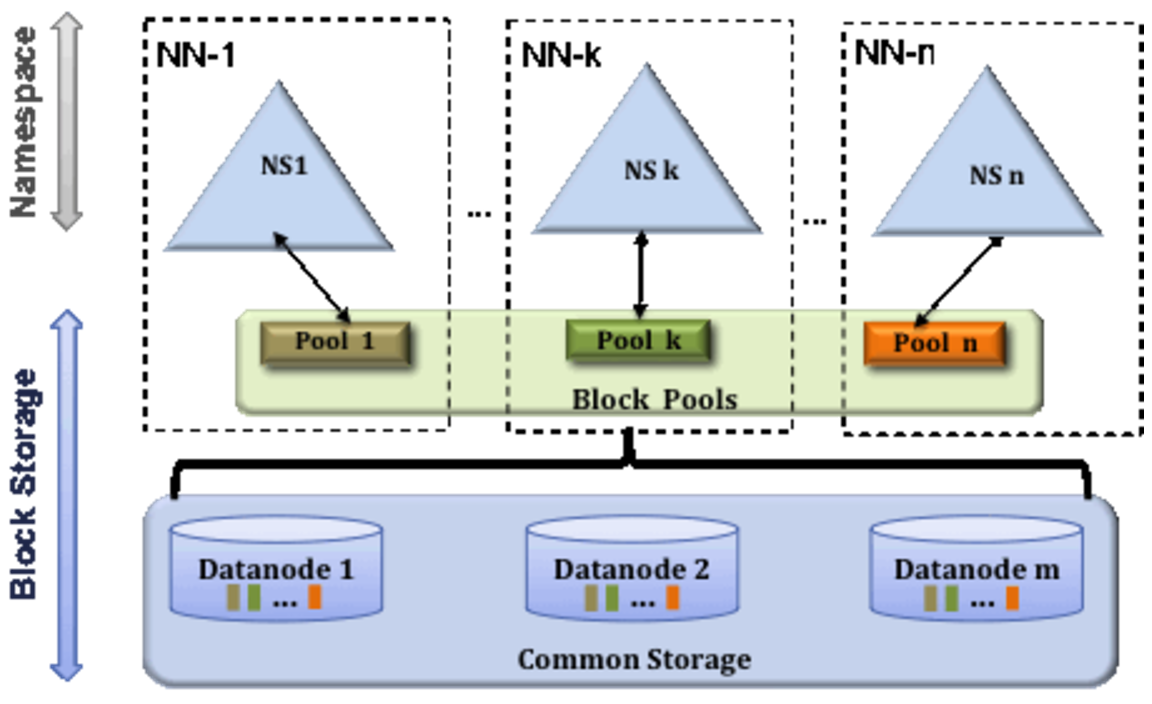 Namespace
NN-1
NN-k
NN-n
NS1
NS k
NS n
...
...
Block Storage
Pool 1
Pool k
Pool n
Block Pools
Datanode 1
...
Datanode 2
...
Datanode m
...
Common Storage